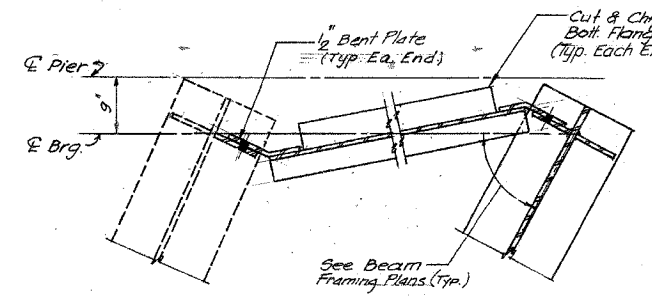 Cut & Ch
Bott. Flang
(Typ. Each E
1/2" Bent Plate
(Typ. Ea. End.)
℄ Pier
9"
℄ Brg.
See Beam
Framing Plans (Typ.)